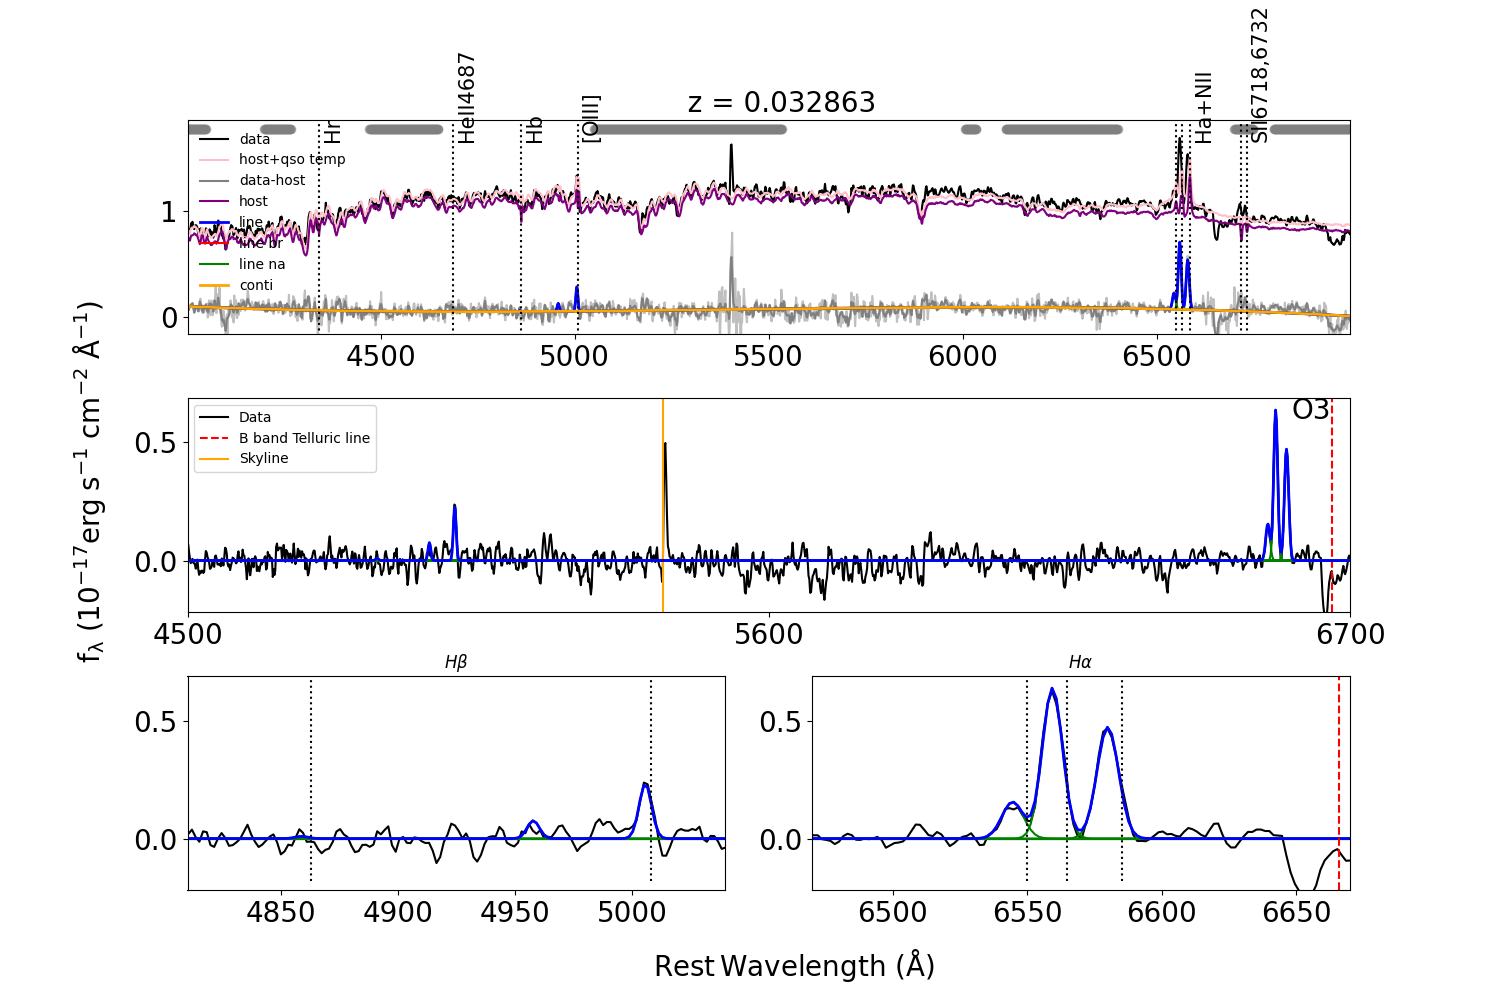 z = 0.032863
Hr
HeII4687
Hb
[OIII]
Ha+NII
SII6718,6732
data
host+qso temp
data-host
host
line
line br
line na
conti
1
0
4500 5000 5500 6000 6500
fλ (10⁻¹⁷erg s⁻¹ cm⁻² Å⁻¹)
O3
Data
B band Telluric line
Skyline
0.5
0.0
4500 5600 6700
Hβ
0.5
0.0
4850 4900 4950 5000
Hα
0.5
0.0
6500 6550 6600 6650
Rest Wavelength (Å)